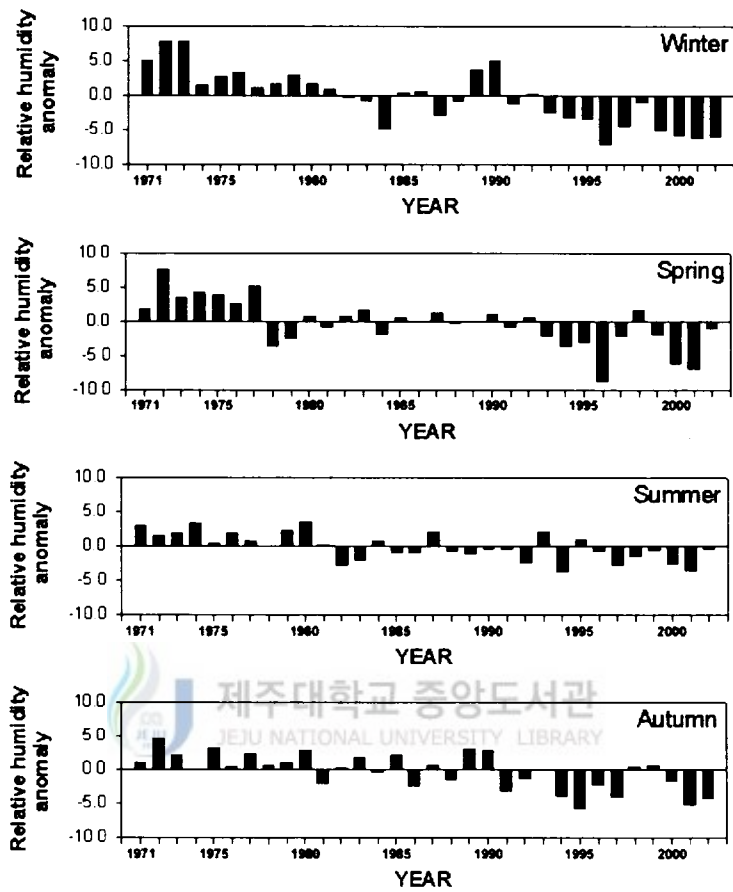 Relative humidity
anomaly
10.0
5.0
0.0
-5.0
-10.0
Winter
1971 1975 1980 1985 1990 1995 2000
YEAR
Relative humidity
anomaly
10.0
5.0
0.0
-5.0
-10.0
Spring
1971 1975 1980 1985 1990 1995 2000
YEAR
Relative humidity
anomaly
10.0
5.0
0.0
-5.0
-10.0
Summer
1971 1975 1980 1985 1990 1995 2000
YEAR
제주대학교 중앙도서관
JEJU NATIONAL UNIVERSITY LIBRARY
Relative humidity
anomaly
10.0
5.0
0.0
-5.0
-10.0
Autumn
1971 1975 1980 1985 1990 1995 2000
YEAR